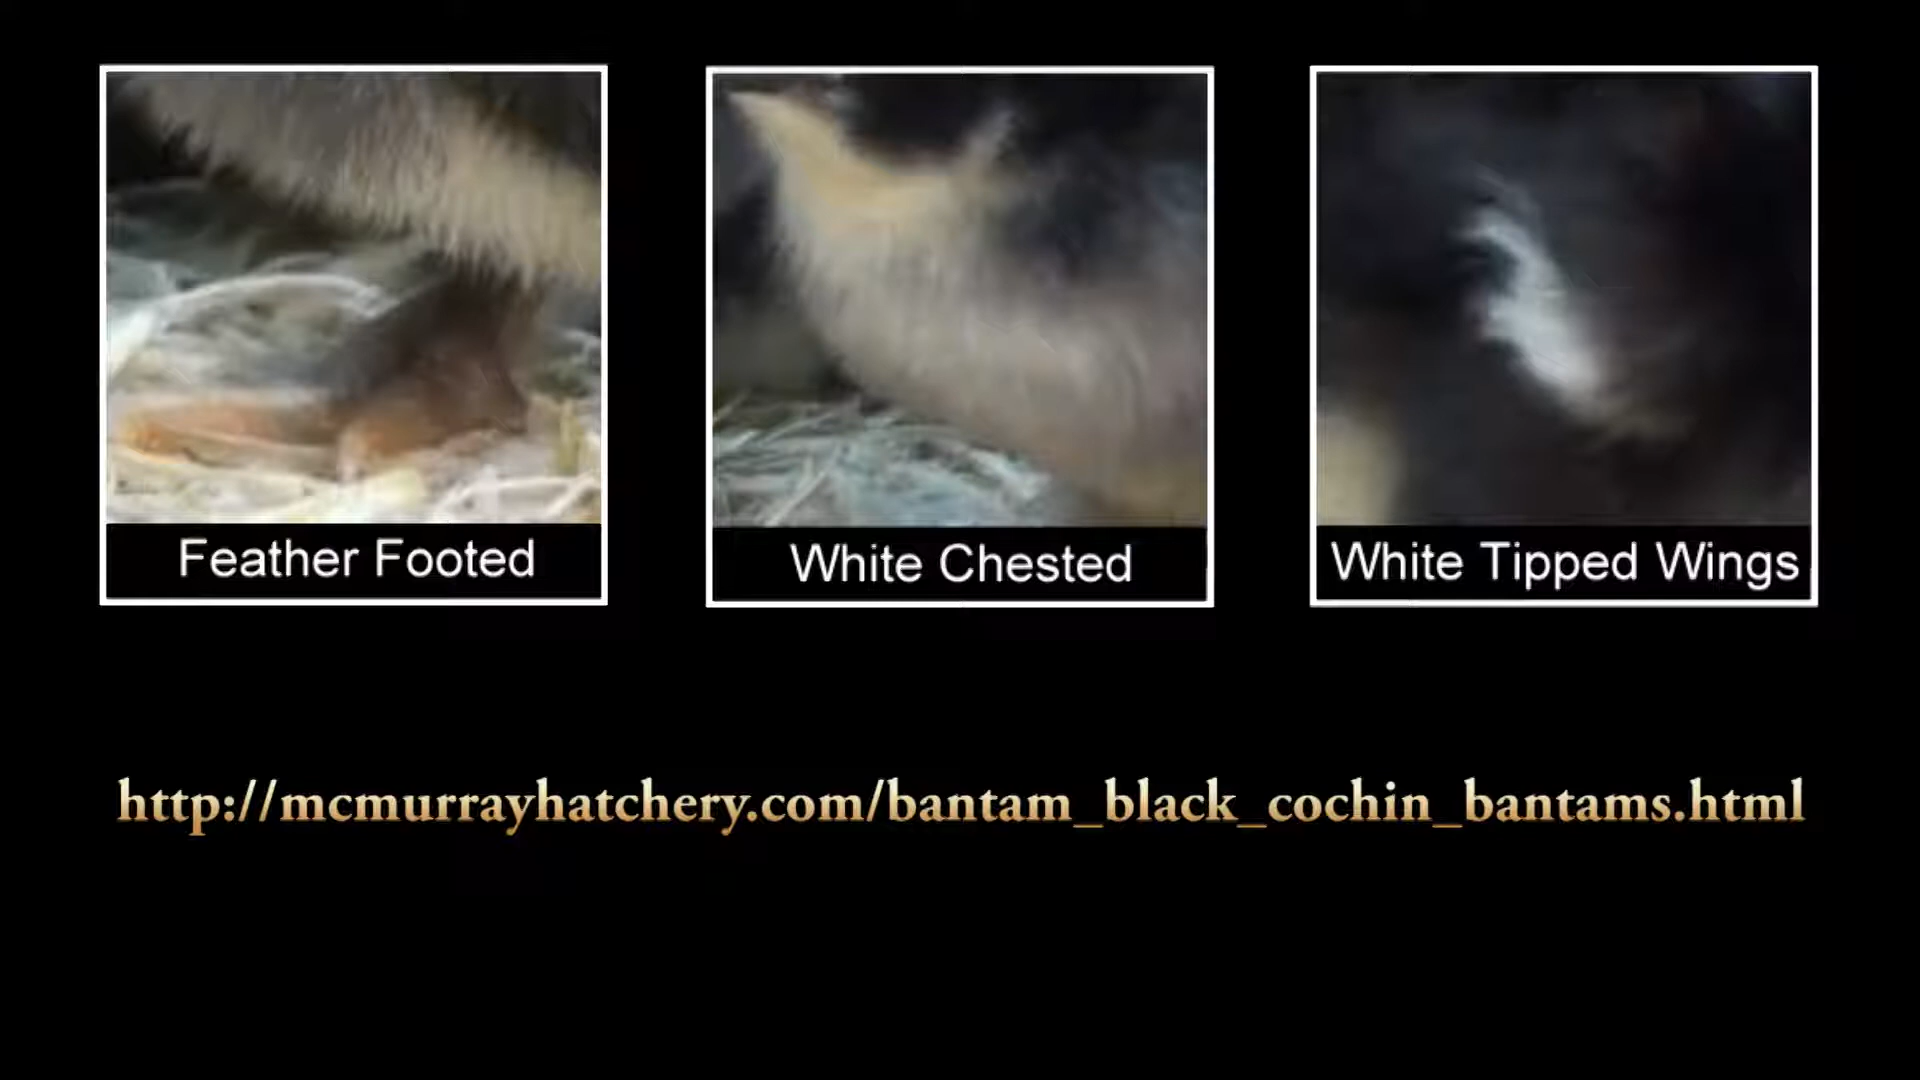 Feather Footed
White Chested
White Tipped Wings
http://mcmurrayhatchery.com/bantam_black_cochin_bantams.html